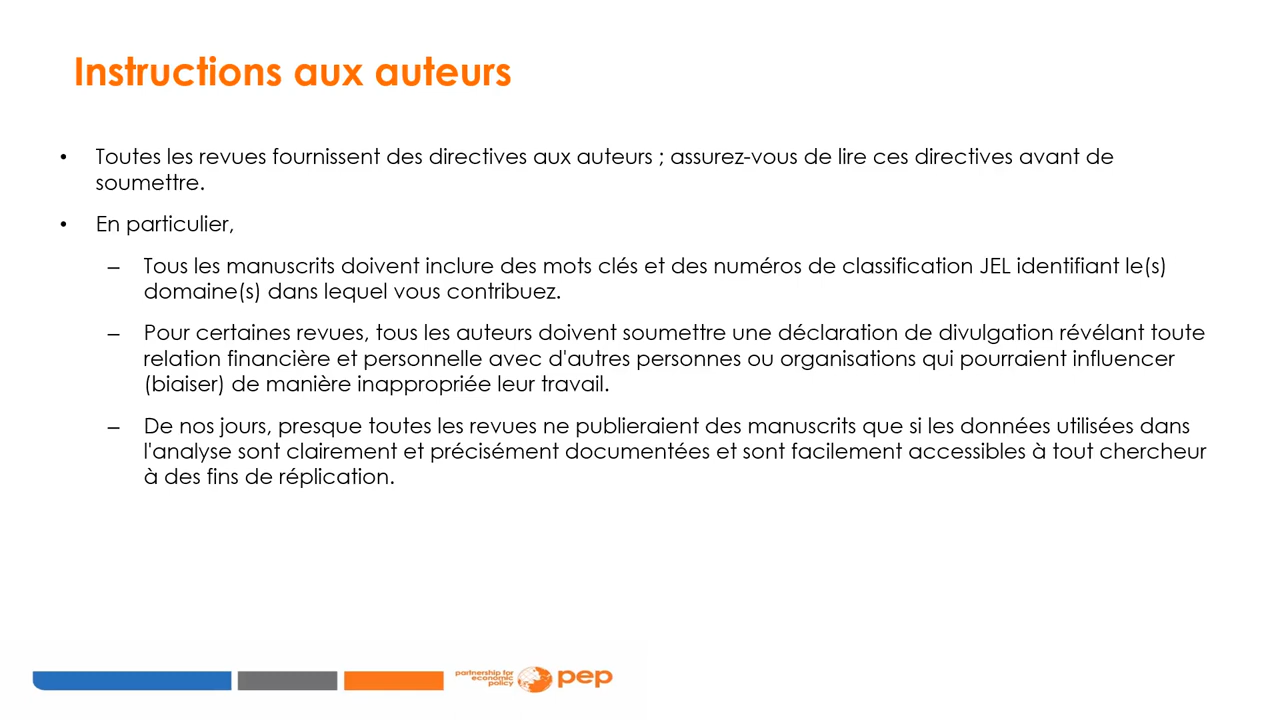 Instructions aux auteurs
• Toutes les revues fournissent des directives aux auteurs ; assurez-vous de lire ces directives avant de
soumettre.
• En particulier,
– Tous les manuscrits doivent inclure des mots clés et des numéros de classification JEL identifiant le(s)
domaine(s) dans lequel vous contribuez.
– Pour certaines revues, tous les auteurs doivent soumettre une déclaration de divulgation révélant toute
relation financière et personnelle avec d'autres personnes ou organisations qui pourraient influencer
(biaiser) de manière inappropriée leur travail.
– De nos jours, presque toutes les revues ne publieraient des manuscrits que si les données utilisées dans
l'analyse sont clairement et précisément documentées et sont facilement accessibles à tout chercheur
à des fins de réplication.
partnership for
economic
policy
pep